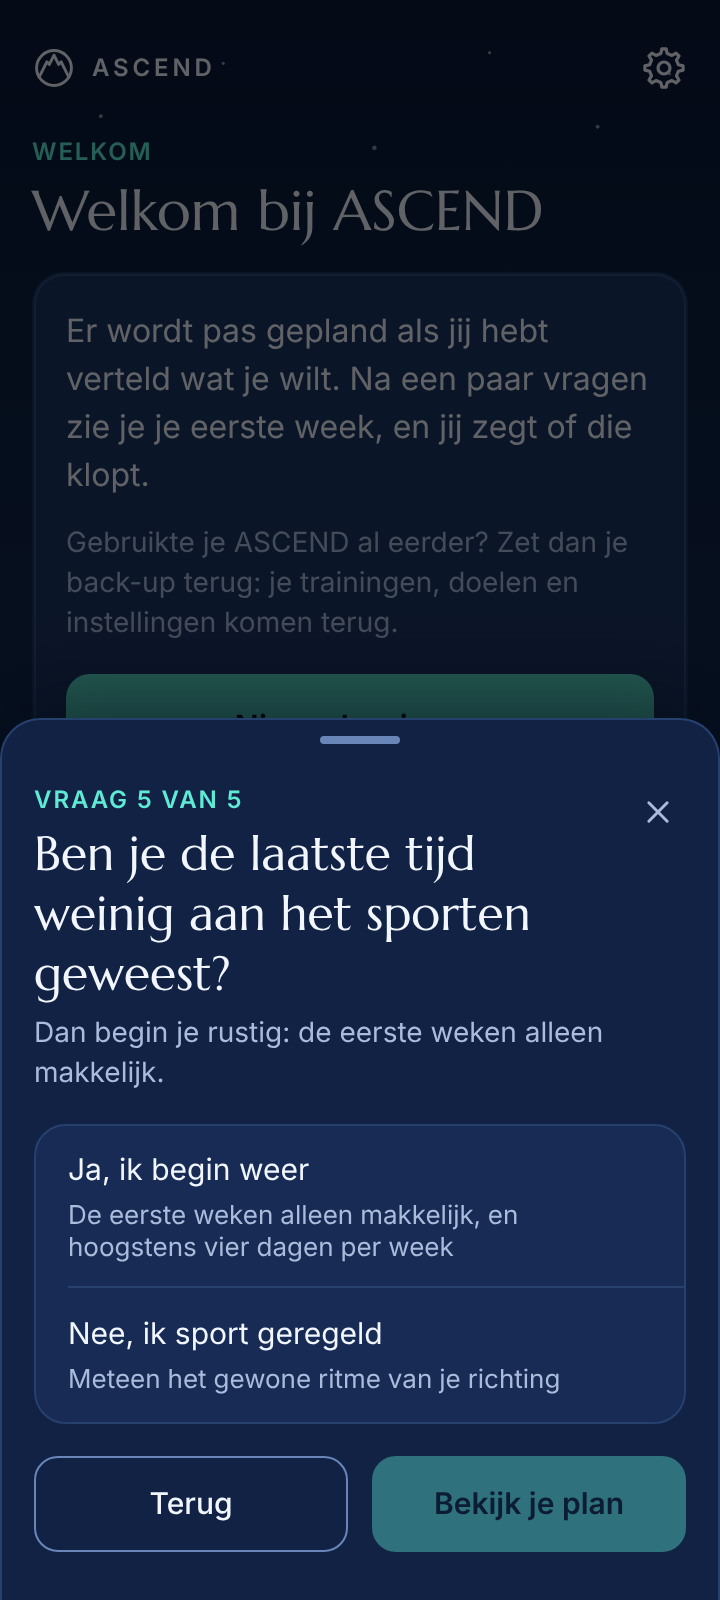 ASCEND
WELKOM
Welkom bij ASCEND
Er wordt pas gepland als jij hebt
verteld wat je wilt. Na een paar vragen
zie je je eerste week, en jij zegt of die
klopt.
Gebruikte je ASCEND al eerder? Zet dan je
back-up terug: je trainingen, doelen en
instellingen komen terug.
VRAAG 5 VAN 5
Ben je de laatste tijd
weinig aan het sporten
geweest?
Dan begin je rustig: de eerste weken alleen
makkelijk.
Ja, ik begin weer
De eerste weken alleen makkelijk, en
hoogstens vier dagen per week
Nee, ik sport geregeld
Meteen het gewone ritme van je richting
Terug
Bekijk je plan